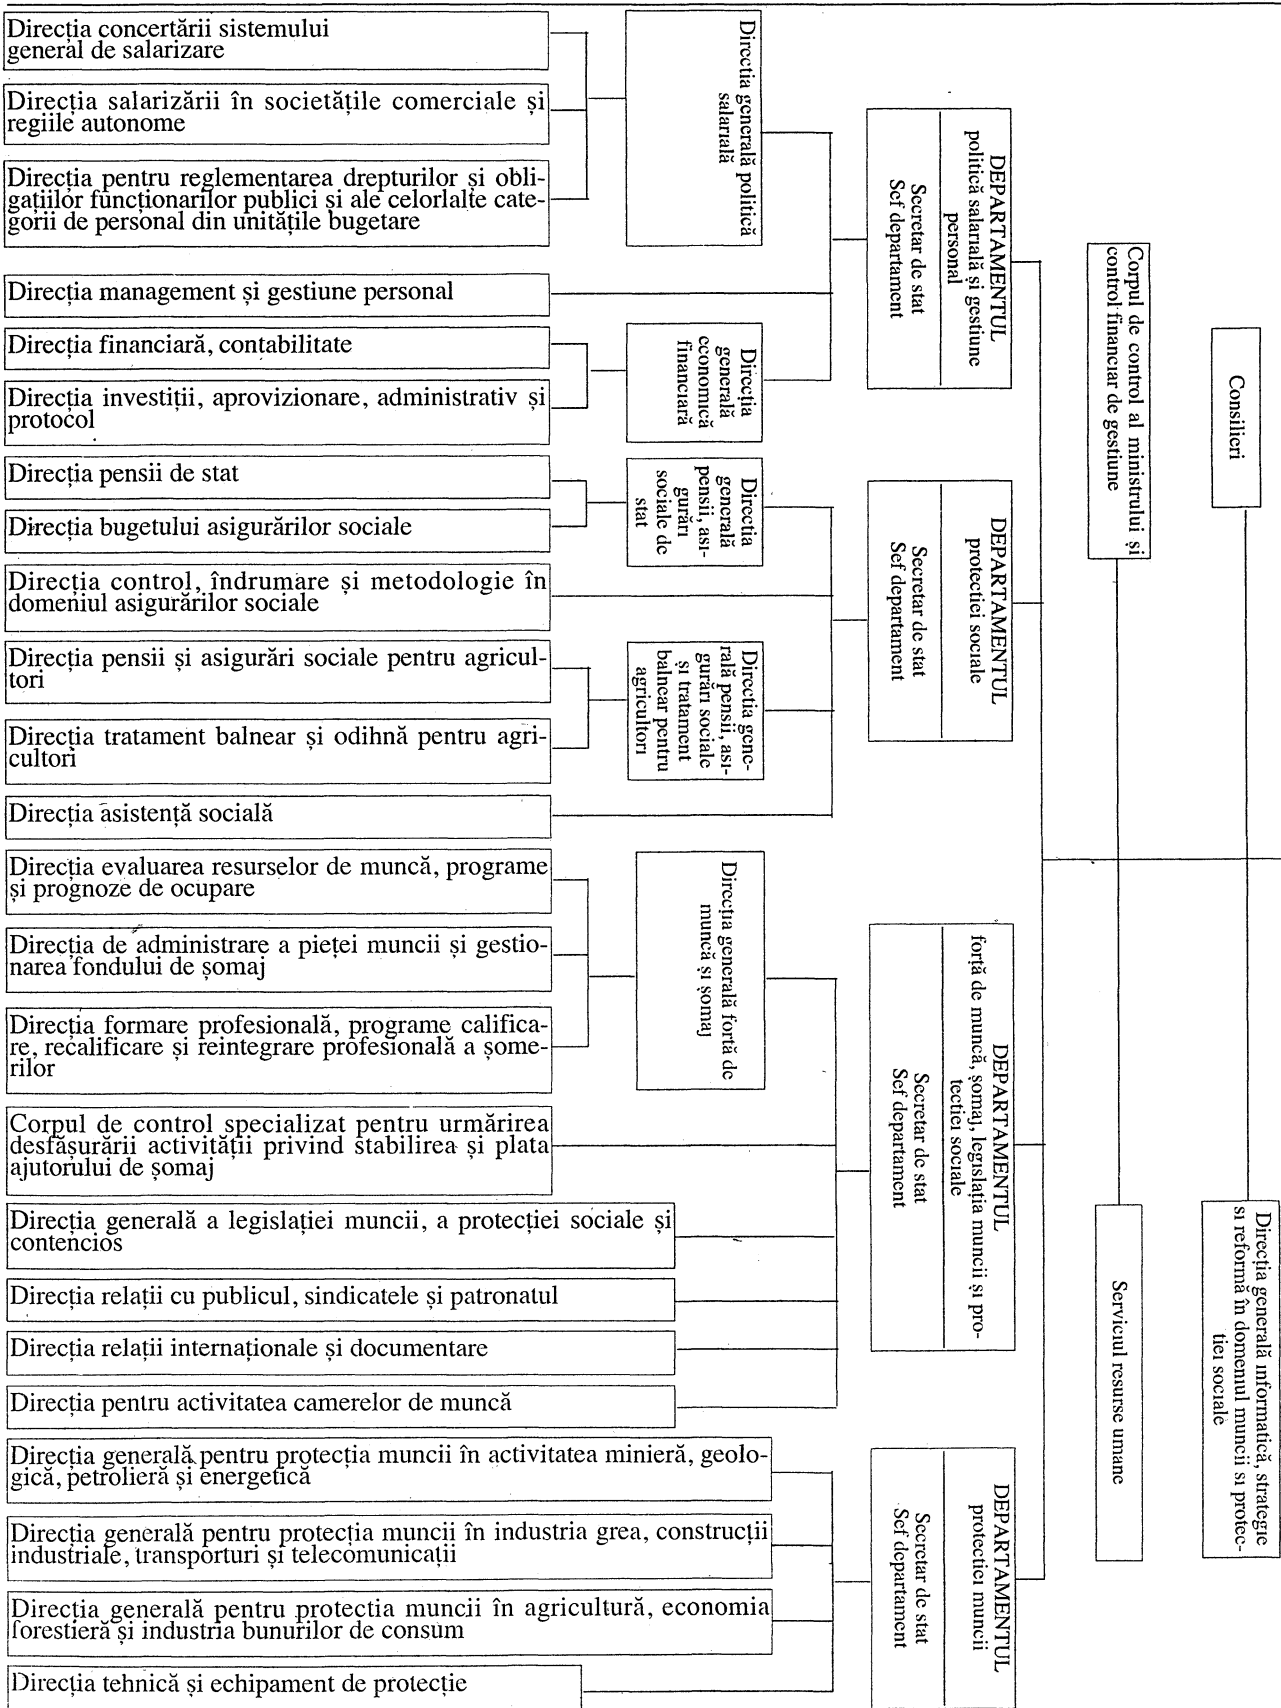 Direcția concertării sistemului
general de salarizare
Direcția salarizării în societățile comerciale și
regiile autonome
Direcția pentru reglementarea drepturilor și obli-
gațiilor funcționarilor publici și ale celorlalte cate-
gorii de personal din unitățile bugetare
Direcția management și gestiune personal
Direcția financiară, contabilitate
Direcția investiții, aprovizionare, administrativ și
protocol
Direcția pensii de stat
Direcția bugetului asigurărilor sociale
Direcția control, îndrumare și metodologie în
domeniul asigurărilor sociale
Direcția pensii și asigurări sociale pentru agricul-
tori
Direcția tratament balnear și odihnă pentru agri-
cultori
Direcția asistență socială
Direcția evaluarea resurselor de muncă, programe
și prognoze de ocupare
Direcția de administrare a pieței muncii și gestio-
narea fondului de șomaj
Direcția formare profesională, programe califica-
re, recalificare și reintegrare profesională a șome-
rilor
Corpul de control specializat pentru urmărirea
desfășurării activității privind stabilirea și plata
ajutorului de șomaj
Direcția generală a legislației muncii, a protecției sociale și
contencios
Direcția relații cu publicul, sindicatele și patronatul
Direcția relații internaționale și documentare
Direcția pentru activitatea camerelor de muncă
Direcția generală pentru protecția muncii în activitatea minieră, geolo-
gică, petrolieră și energetică
Direcția generală pentru protecția muncii în industria grea, construcții
industriale, transporturi și telecomunicații
Direcția generală pentru protectia muncii în agricultură, economia
forestieră și industria bunurilor de consum
Direcția tehnică și echipament de protecție
Directia generală politică
salarială
Direcția
generală
economică
financiară
Directia
generală
pensii, asi-
gurări
sociale de
stat
Directia gene-
rală pensii, asi-
gurări sociale
și tratament
balnear pentru
agricultori
Direcția generală forță de
muncă și șomaj
DEPARTAMENTUL
politică salarială și gestiune
personal
Secretar de stat
Sef departament
DEPARTAMENTUL
protectiei sociale
Secretar de stat
Sef departament
DEPARTAMENTUL
forță de muncă, șomaj, legislația muncii și pro-
tectiei sociale
Secretar de stat
Sef departament
DEPARTAMENTUL
protectiei muncii
Secretar de stat
Sef departament
Corpul de control al ministrului și
control financiar de gestiune
Serviciul resurse umane
Consilieri
Direcția generală informatică, strategie
si reformă în domeniul muncii si protec-
tiei sociale